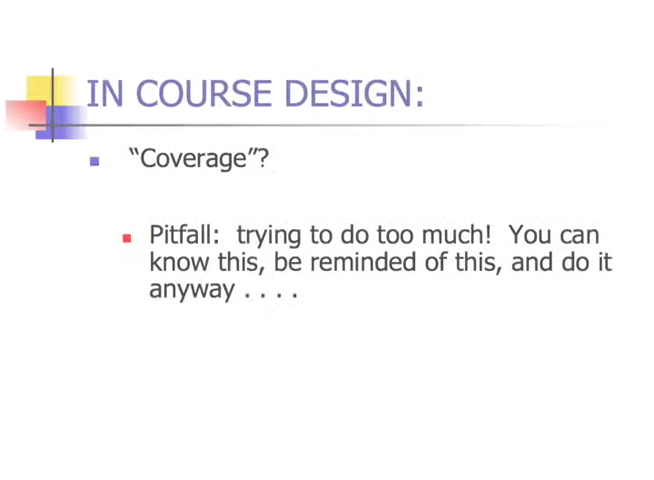 IN COURSE DESIGN:
“Coverage”?
Pitfall:  trying to do too much!  You can
know this, be reminded of this, and do it
anyway . . . .